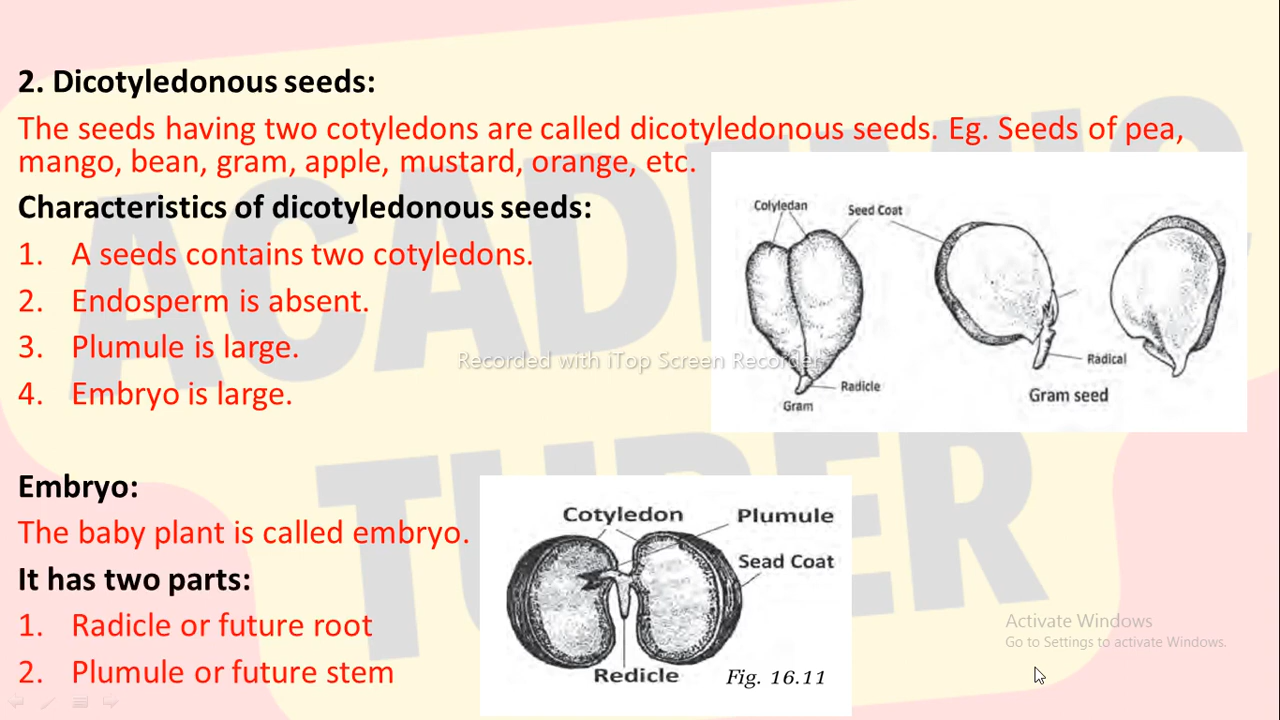 2. Dicotyledonous seeds:
The seeds having two cotyledons are called dicotyledonous seeds. Eg. Seeds of pea,
mango, bean, gram, apple, mustard, orange, etc.
Characteristics of dicotyledonous seeds:
1. A seeds contains two cotyledons.
2. Endosperm is absent.
3. Plumule is large.
4. Embryo is large.
Colyledan
Seed Coat
Radical
Radicle
Gram seed
Gram
Recorded with iTop Screen Recorder
Embryo:
The baby plant is called embryo.
It has two parts:
1. Radicle or future root
2. Plumule or future stem
Cotyledon
Plumule
Sead Coat
Redicle
Fig. 16.11
Activate Windows
Go to Settings to activate Windows.
ACADEMIC
TUBER